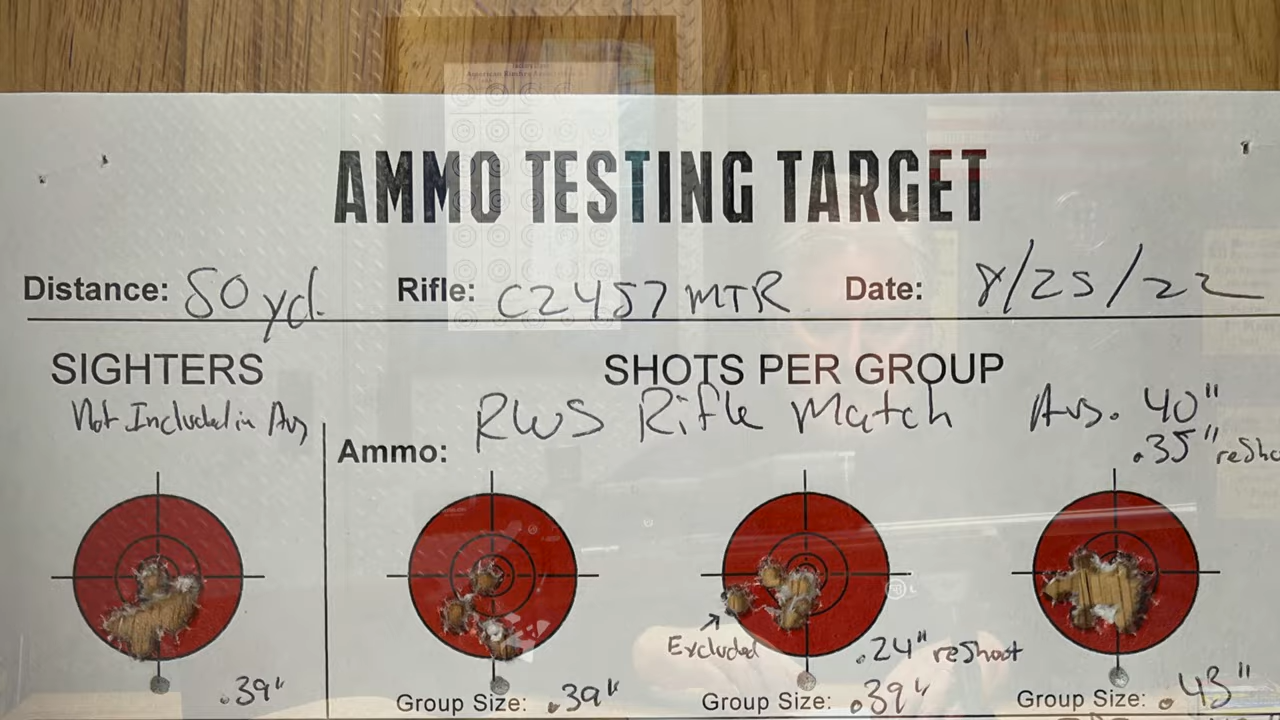 AMMO TESTING TARGET
Distance: 50 yd. Rifle: CZ457 MTR Date: 8/25/22
SIGHTERS SHOTS PER GROUP
Not Included in Avg
Ammo: RWS Rifle Match Avg. 40"
.35" resho
Excluded .24" reshoot
.39" Group Size: .39" Group Size: .39" Group Size: .43"